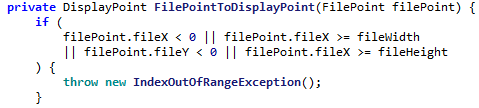 private DisplayPoint FilePointToDisplayPoint(FilePoint filePoint) {
if (
filePoint.fileX < 0 || filePoint.fileX >= fileWidth
|| filePoint.fileY < 0 || filePoint.fileX >= fileHeight
) {
throw new IndexOutOfRangeException();
}